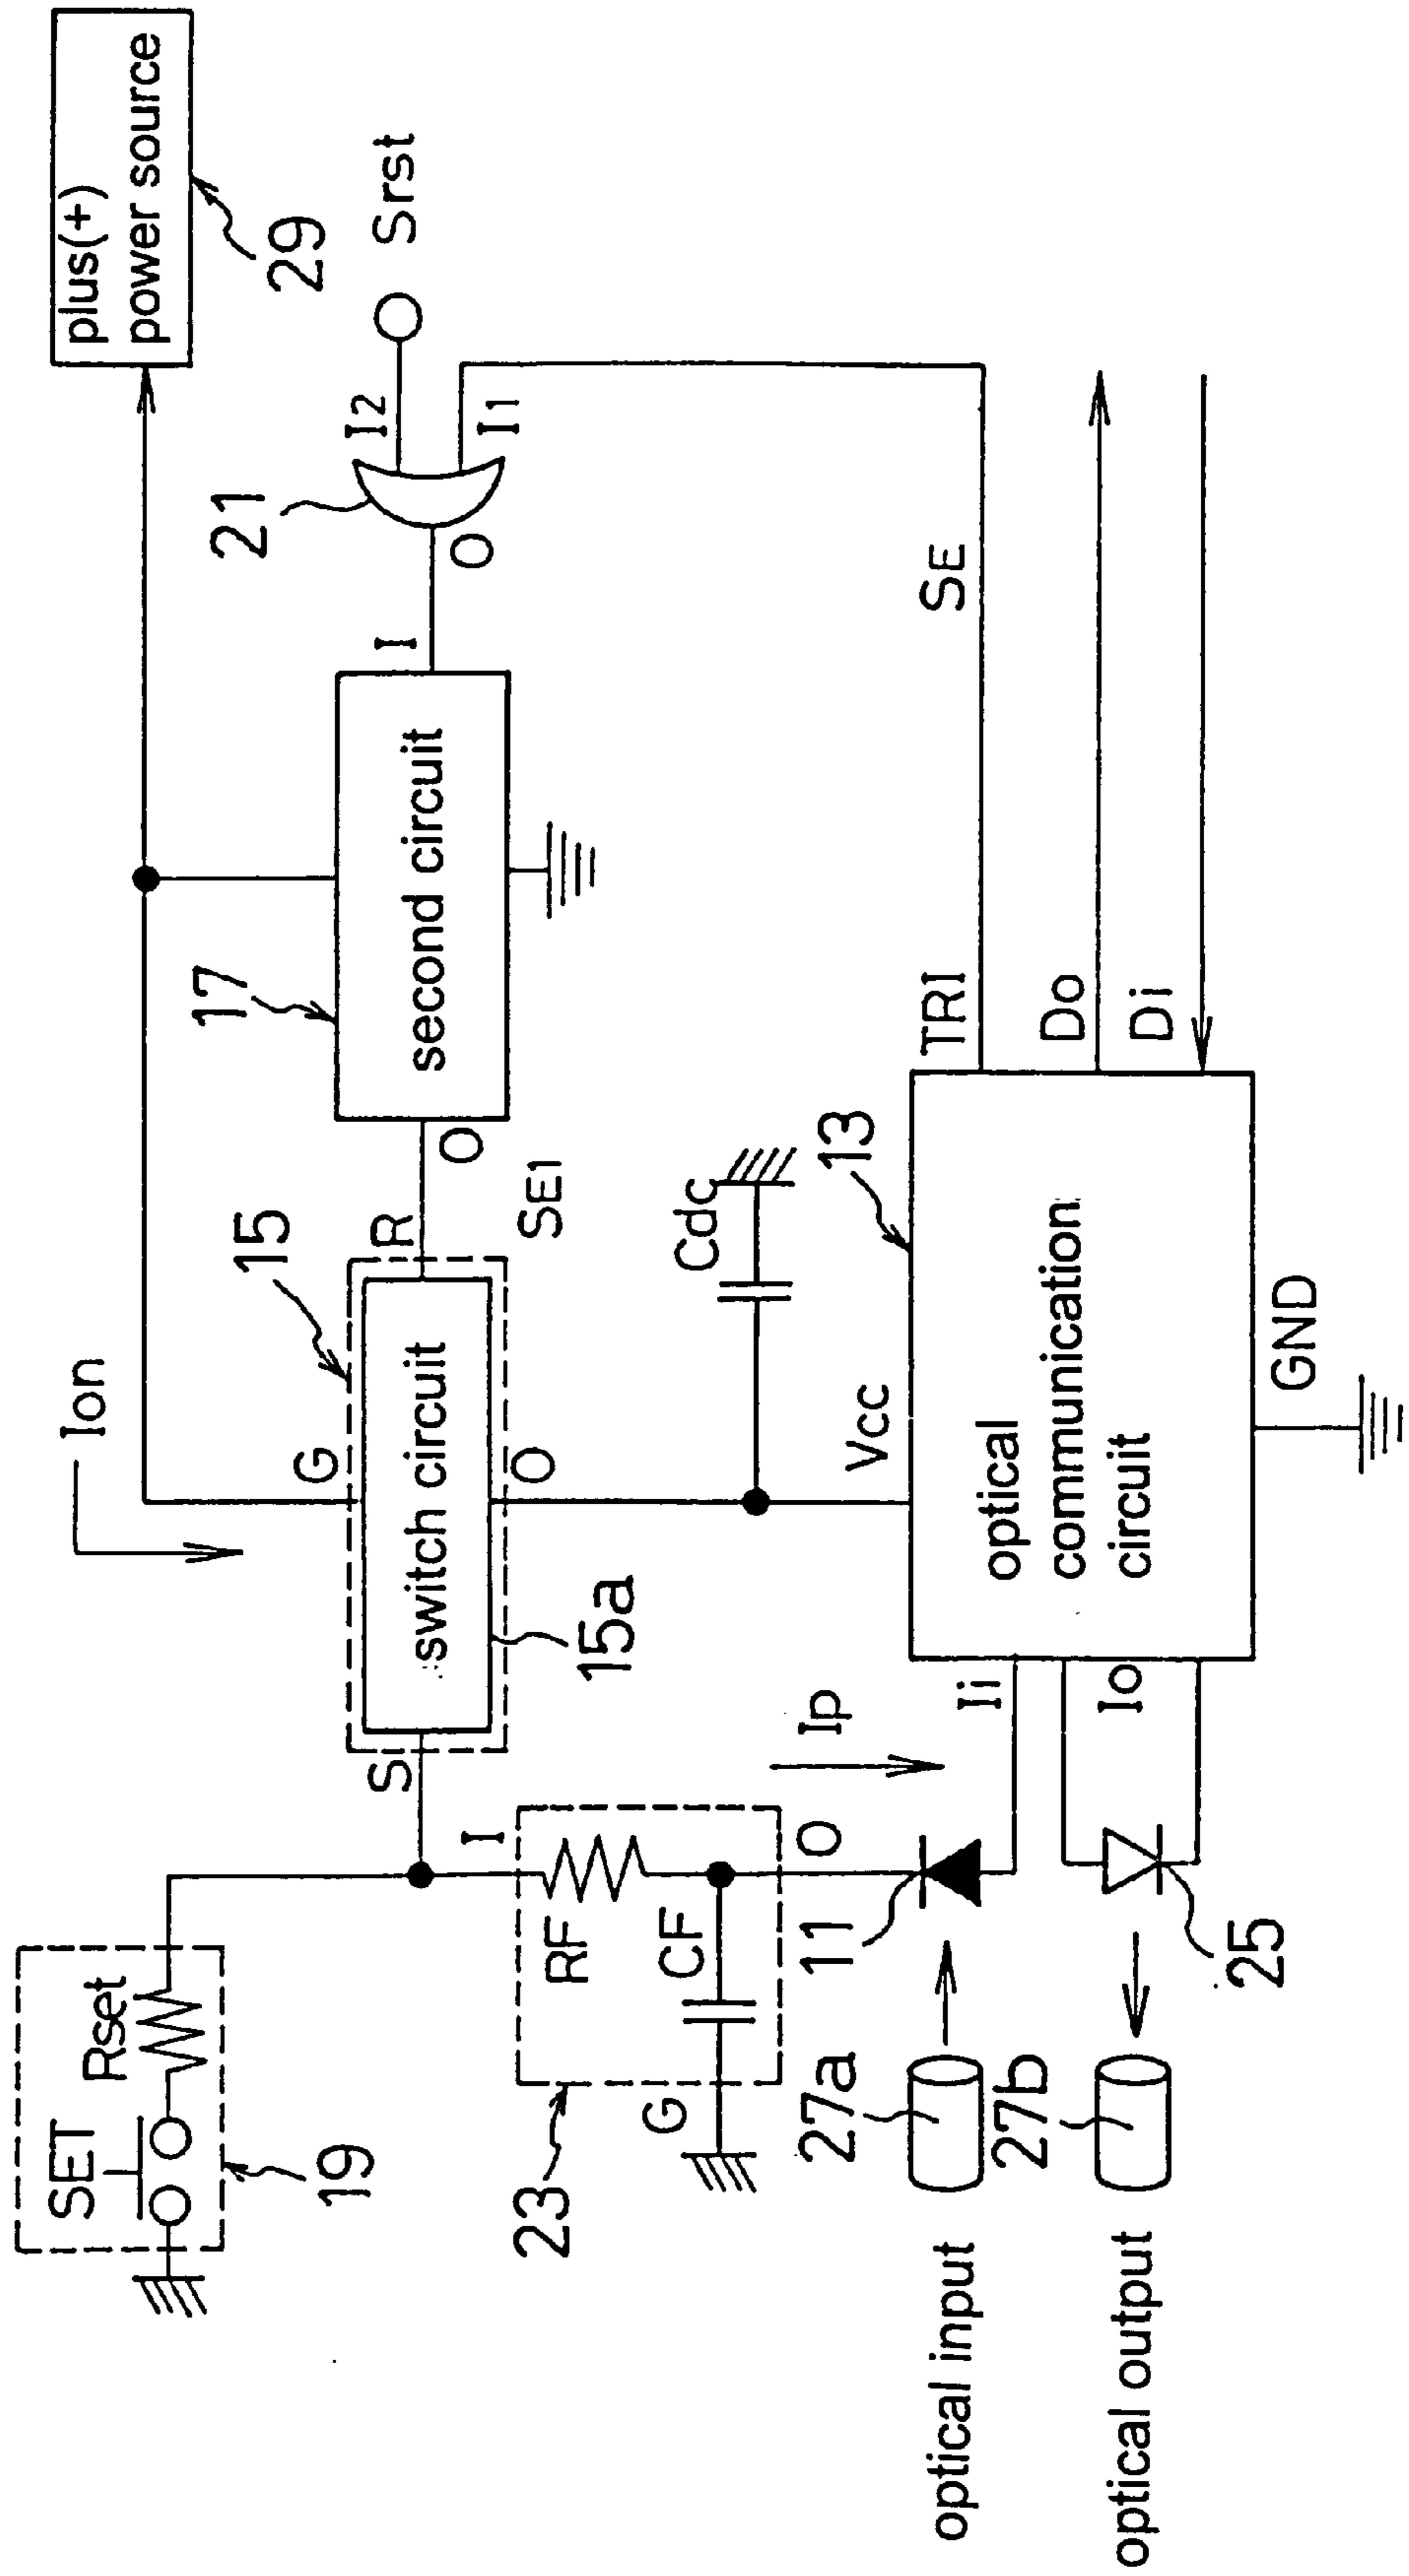 plus(+)
power source
29
Srst
I2
I1
21
O
I
SE
17
second circuit
O
SE1
R
15
Ion
G
switch circuit
O
15a
S
Cdc
Vcc
13
TRI
Do
Di
optical
communication
circuit
GND
Ii
Io
Ip
SET
Rset
19
I
RF
CF
O
G
23
11
25
27a
27b
optical input
optical output